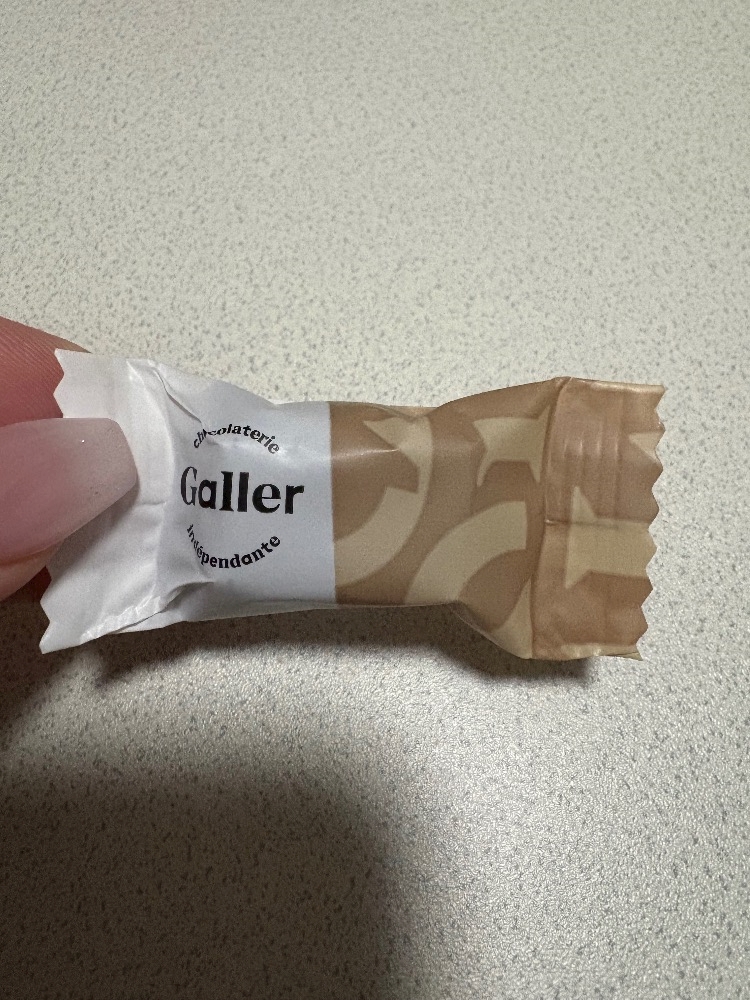 chocolaterie
Galler
indépendante